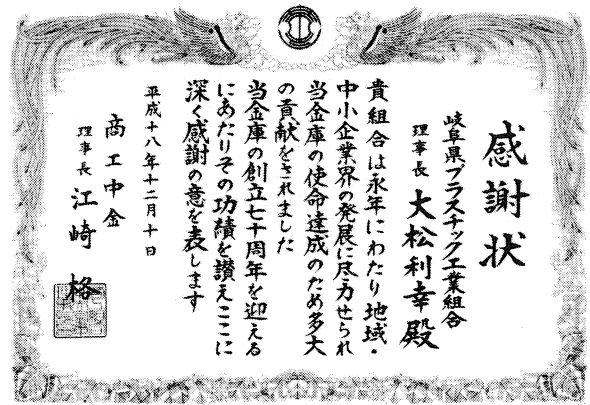 感謝状
岐阜県プラスチック工業組合
理事長 大松利幸殿
貴組合は永年にわたり地域・
中小企業界の発展に尽力せられ
当金庫の使命達成のため多大
の貢献をされました
当金庫の創立七十周年を迎える
にあたりその功績を讃えここに
深く感謝の意を表します
平成十八年十二月十日
商工中金
理事長 江崎 格